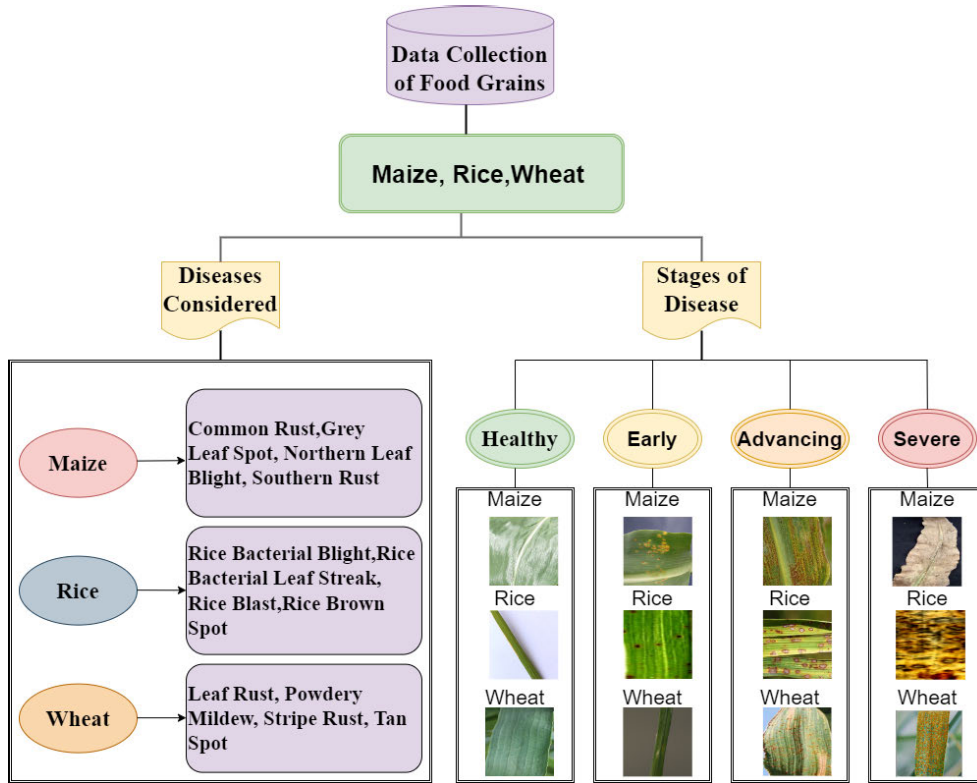 Data Collection
of Food Grains
Maize, Rice,Wheat
Diseases
Considered
Stages of
Disease
Maize
Common Rust,Grey
Leaf Spot, Northern Leaf
Blight, Southern Rust
Rice
Rice Bacterial Blight,Rice
Bacterial Leaf Streak,
Rice Blast,Rice Brown
Spot
Wheat
Leaf Rust, Powdery
Mildew, Stripe Rust, Tan
Spot
Healthy
Maize
Rice
Wheat
Early
Maize
Rice
Wheat
Advancing
Maize
Rice
Wheat
Severe
Maize
Rice
Wheat